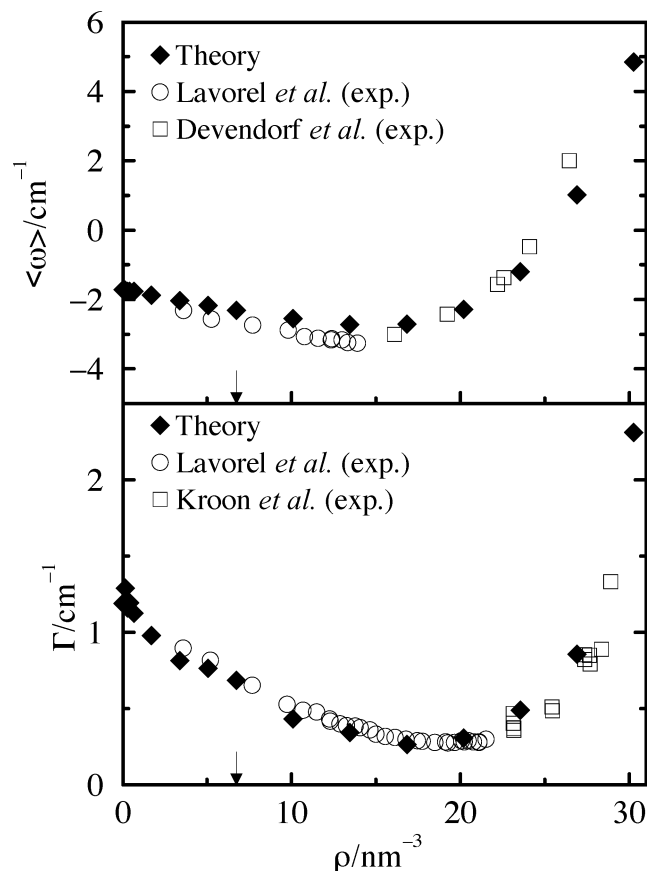 6
4
2
0
−2
−4
<ω>/cm⁻¹
Theory
Lavorel et al. (exp.)
Devendorf et al. (exp.)
2
1
0
Γ/cm⁻¹
Theory
Lavorel et al. (exp.)
Kroon et al. (exp.)
0 10 20 30
ρ/nm⁻³